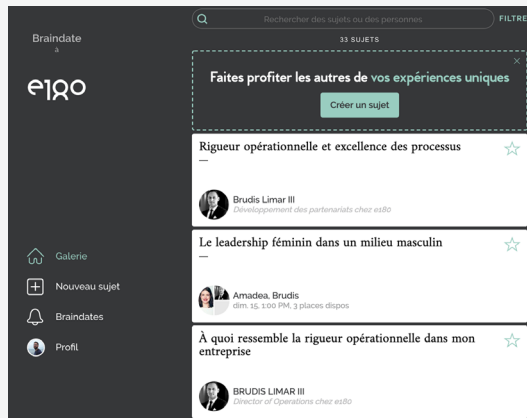 Braindate
à
e180
Galerie
Nouveau sujet
Braindates
Profil
Rechercher des sujets ou des personnes
FILTRE
33 SUJETS
Faites profiter les autres de vos expériences uniques
Créer un sujet
Rigueur opérationnelle et excellence des processus
Brudis Limar III
Développement des partenariats chez e180
Le leadership féminin dans un milieu masculin
Amadea, Brudis
dim. 15, 1:00 PM, 3 places dispos
À quoi ressemble la rigueur opérationnelle dans mon
entreprise
BRUDIS LIMAR III
Director of Operations chez e180